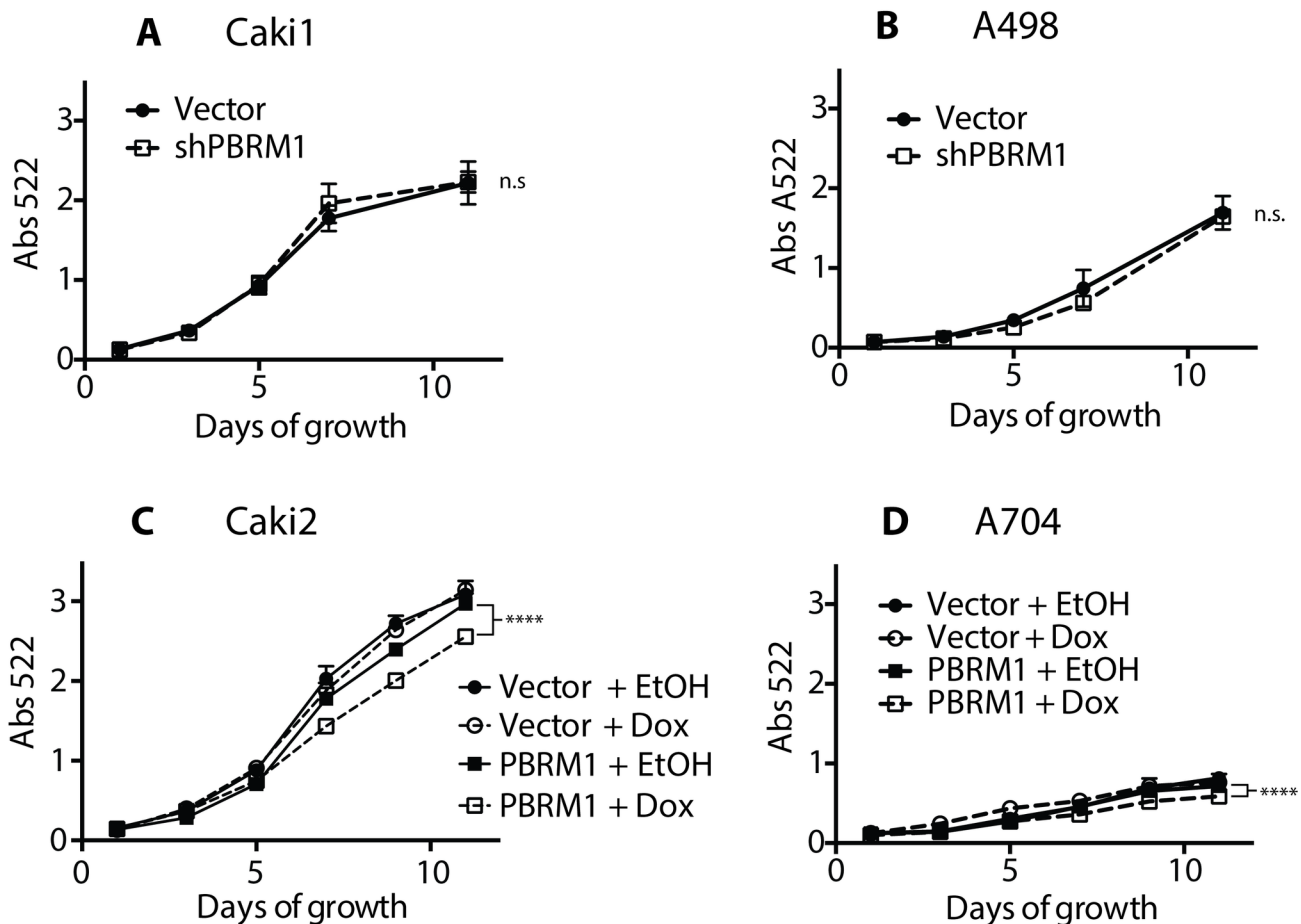 A Caki1
3
2
1
0
Abs 522
Vector
shPBRM1
n.s
0 5 10
Days of growth
B A498
3
2
1
0
Abs A522
Vector
shPBRM1
n.s.
0 5 10
Days of growth
C Caki2
3
2
1
0
Abs 522
****
Vector + EtOH
Vector + Dox
PBRM1 + EtOH
PBRM1 + Dox
0 5 10
Days of growth
D A704
3
2
1
0
Abs 522
Vector + EtOH
Vector + Dox
PBRM1 + EtOH
PBRM1 + Dox
****
0 5 10
Days of growth